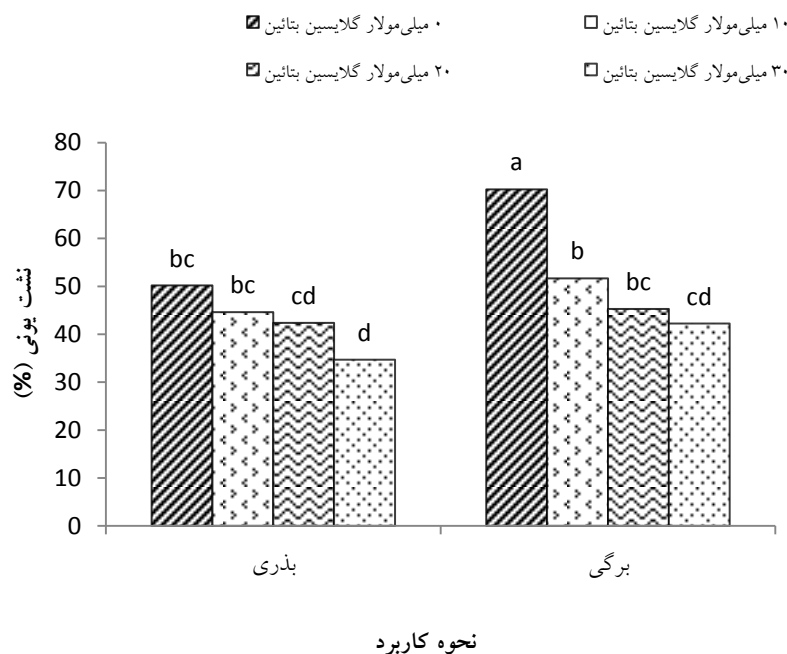 ۰ میلی‌مولار گلایسین بتائین
۱۰ میلی‌مولار گلایسین بتائین
۲۰ میلی‌مولار گلایسین بتائین
۳۰ میلی‌مولار گلایسین بتائین
نشت یونی (%)
80
70
60
50
40
30
20
10
0
bc
bc
cd
d
a
b
bc
cd
بذری
برگی
نحوه کاربرد